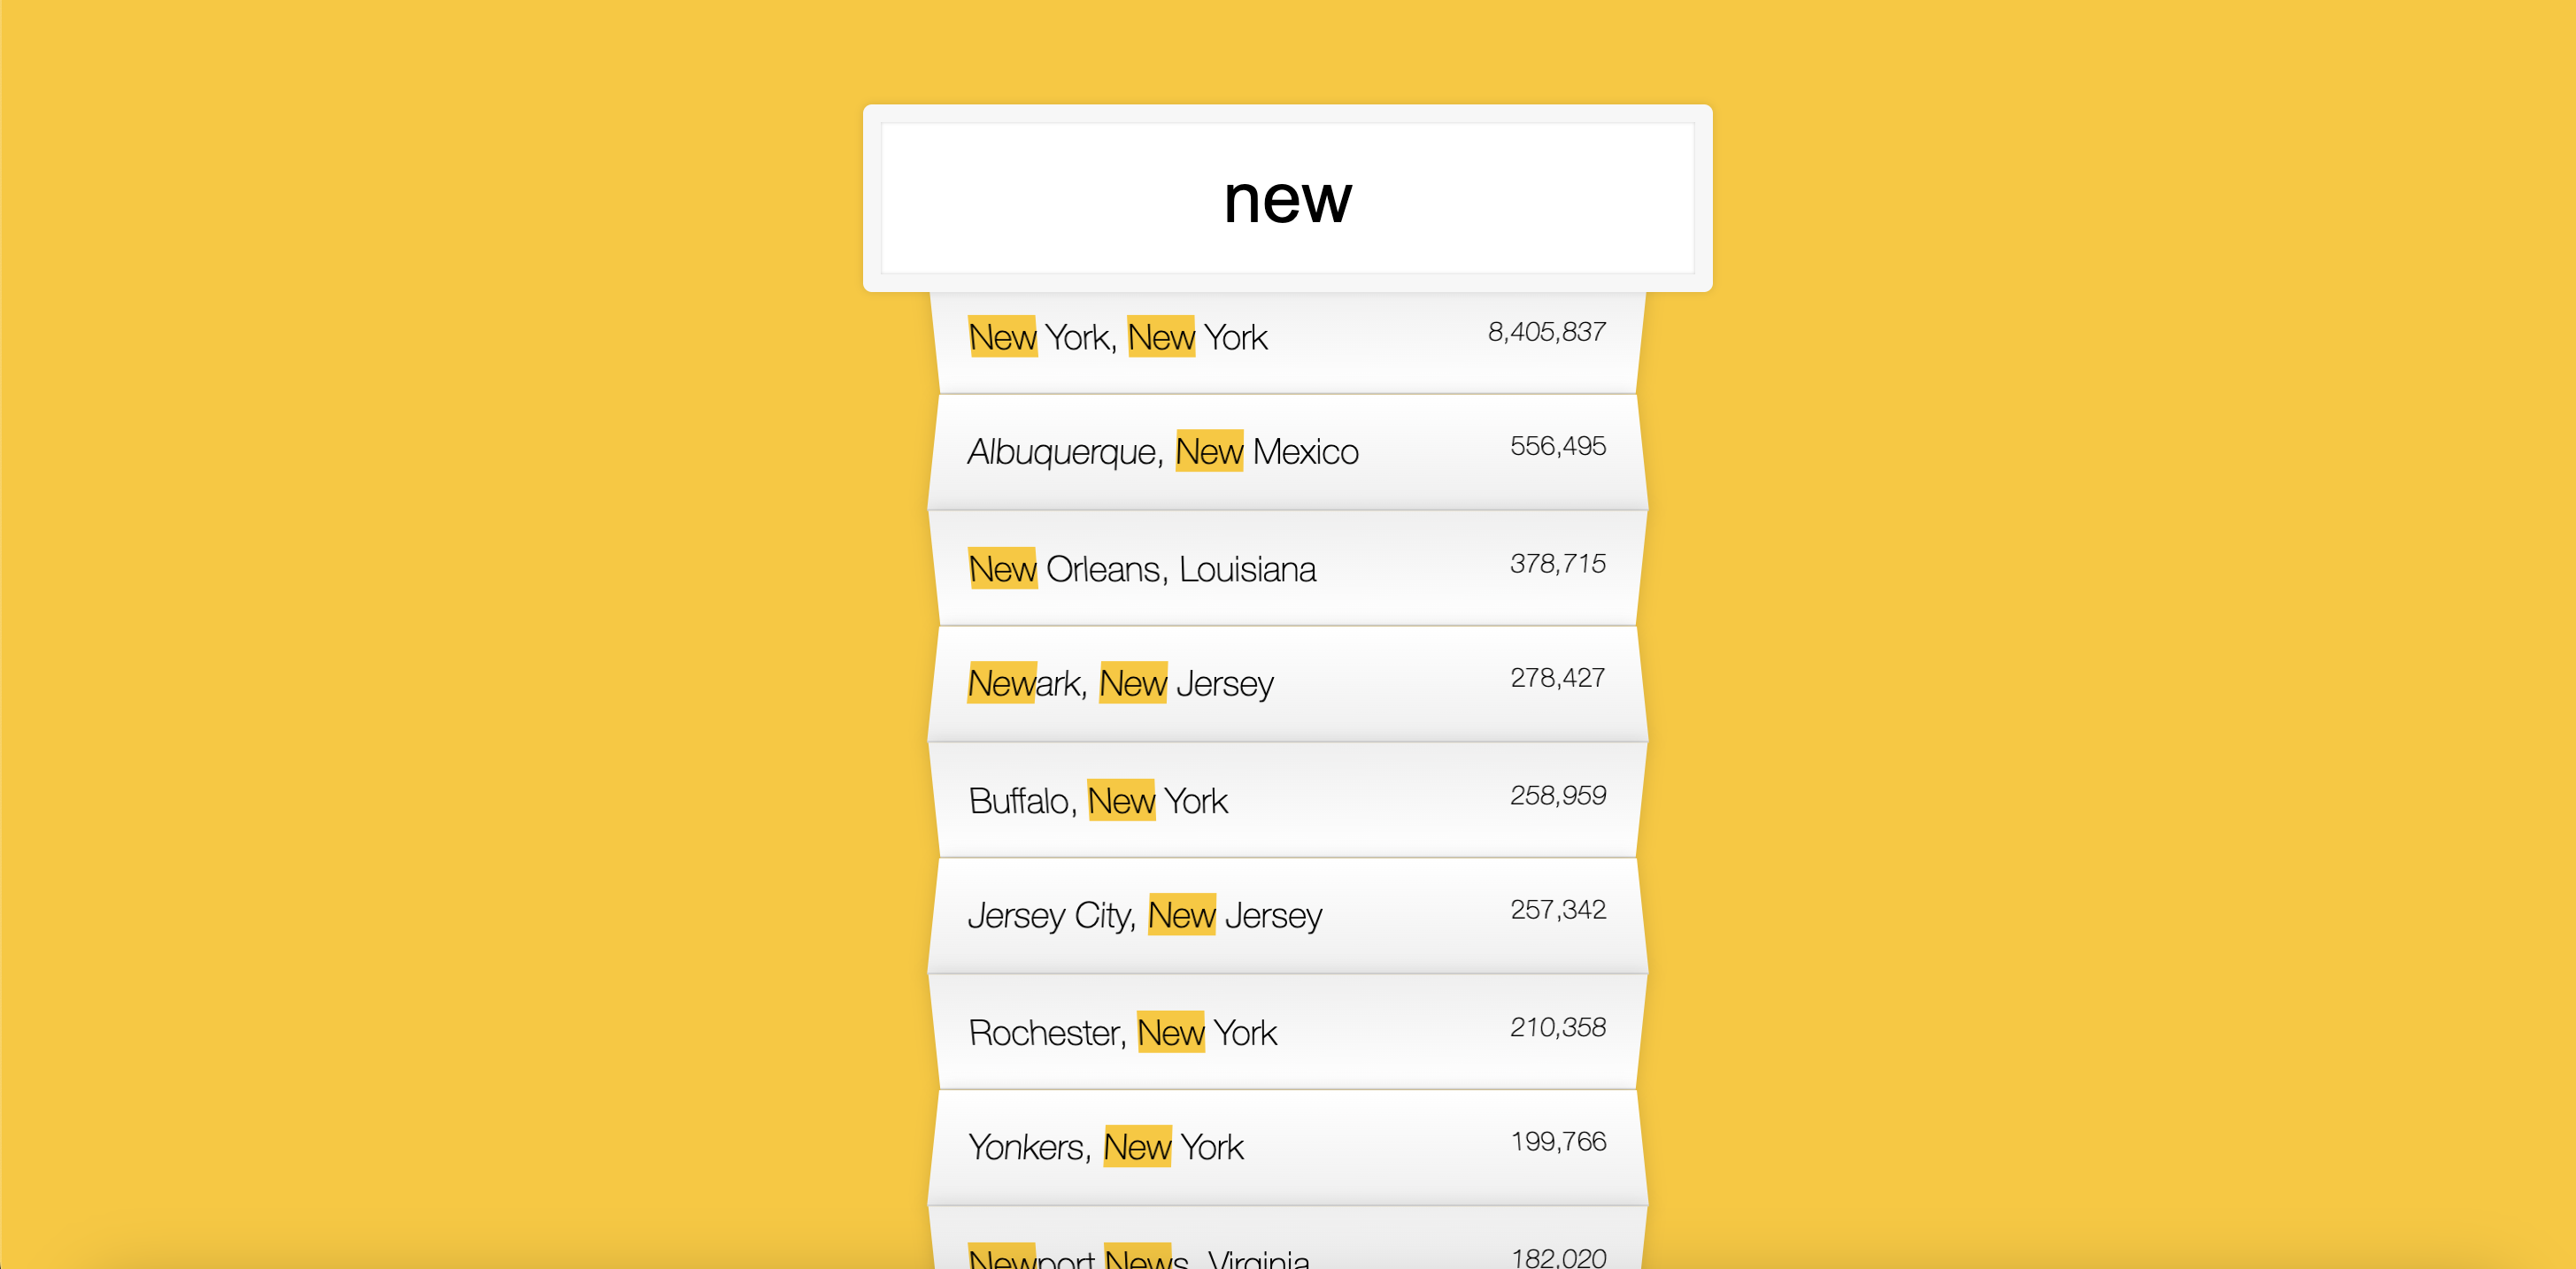 new
New York, New York 8,405,837
Albuquerque, New Mexico 556,495
New Orleans, Louisiana 378,715
Newark, New Jersey 278,427
Buffalo, New York 258,959
Jersey City, New Jersey 257,342
Rochester, New York 210,358
Yonkers, New York 199,766
Newport News, Virginia 182,020